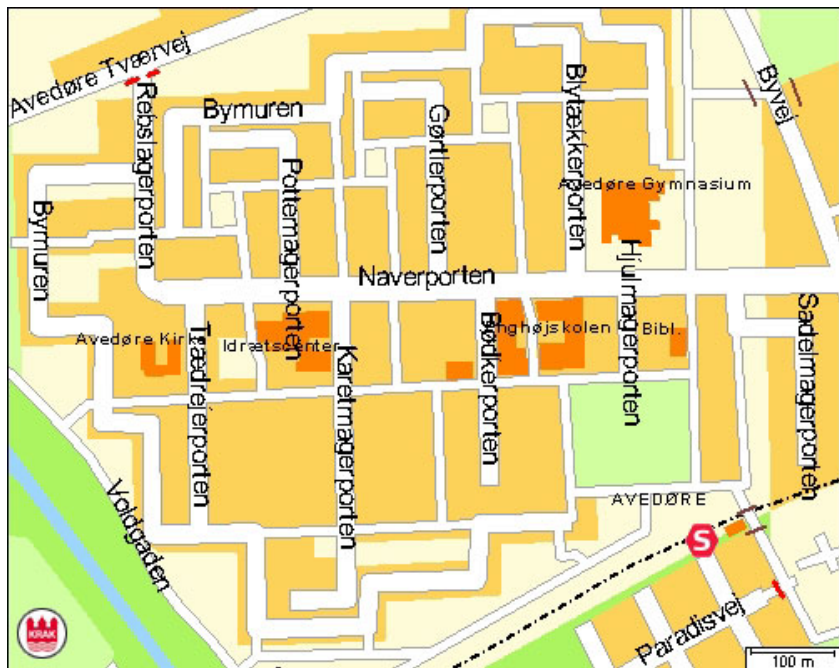 Avedøre Tværvej
Byvej
Rebslagerporten
Bymuren
Gørtlerporten
Blytækkerporten
Pottemagerporten
Avedøre Gymnasium
Bymuren
Naverporten
Hjulmagerporten
Sadelmagerporten
Avedøre Kirke
Trædrejerporten
Idrætscenter
Karetmagerporten
Bødkerporten
Enghøjskolen
Bibl.
Voldgaden
AVEDØRE
S
Paradisvej
KRAK
100 m